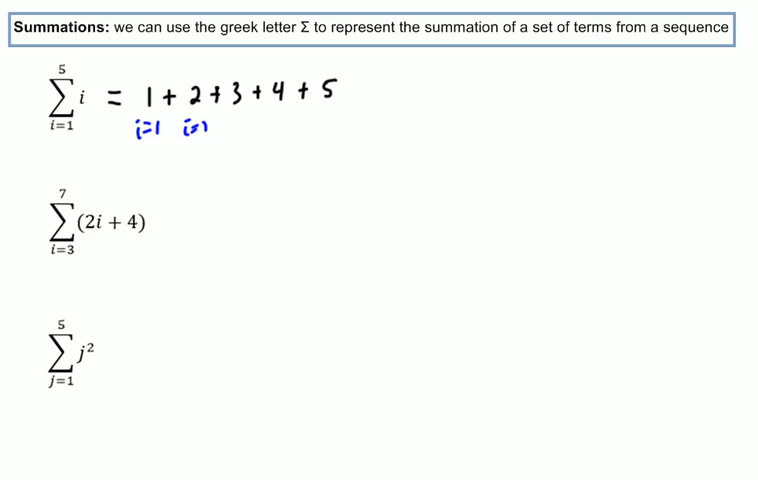 Summations: we can use the greek letter Σ to represent the summation of a set of terms from a sequence
5
∑ i = 1 + 2 + 3 + 4 + 5
i=1 i=1
7
∑ (2i + 4)
i=3
5
∑ j²
j=1